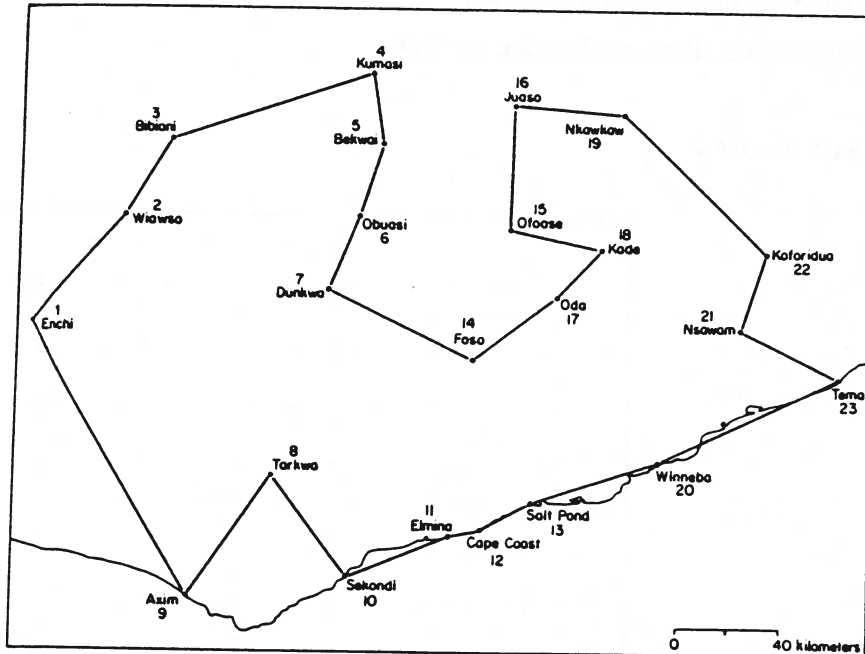 4
Kumasi
16
Juaso
3
Bibiani
5
Bekwai
Nkawkaw
19
2
Wiawso
Obuasi
6
15
Ofoase
18
Kade
Koforidua
22
7
Dunkwa
1
Enchi
14
Foso
Oda
17
21
Nsawam
Tema
23
8
Tarkwa
Winneba
20
11
Elmina
Salt Pond
13
Cape Coast
12
Sekondi
10
Axim
9
0 40 kilometers